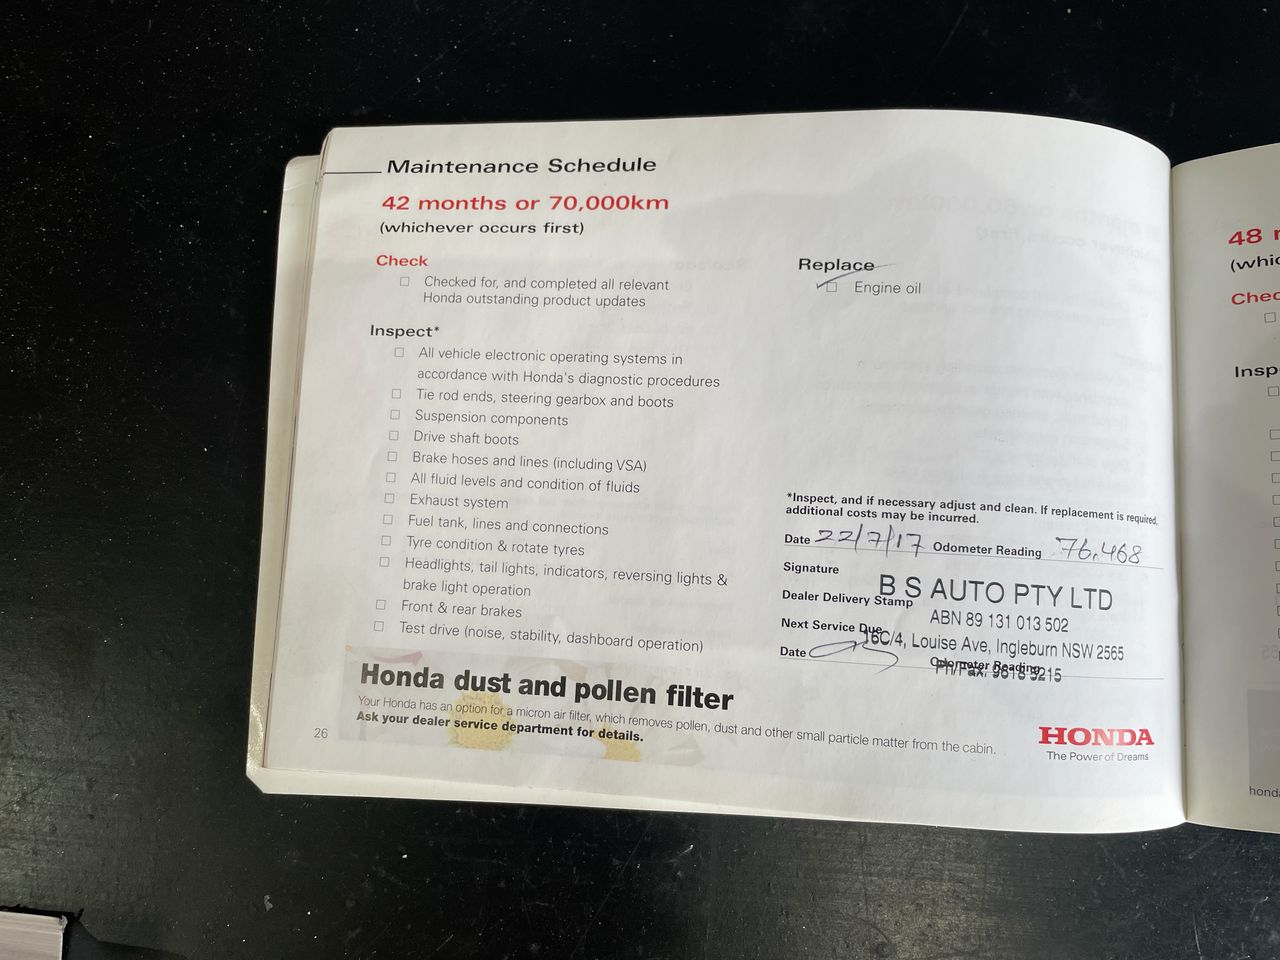 Maintenance Schedule
42 months or 70,000km
(whichever occurs first)
Check
Checked for, and completed all relevant
Honda outstanding product updates
Inspect*
All vehicle electronic operating systems in
accordance with Honda's diagnostic procedures
Tie rod ends, steering gearbox and boots
Suspension components
Drive shaft boots
Brake hoses and lines (including VSA)
All fluid levels and condition of fluids
Exhaust system
Fuel tank, lines and connections
Tyre condition & rotate tyres
Headlights, tail lights, indicators, reversing lights &
brake light operation
Front & rear brakes
Test drive (noise, stability, dashboard operation)
Replace
Engine oil
*Inspect, and if necessary adjust and clean. If replacement is required,
additional costs may be incurred.
Date 22/7/17 Odometer Reading 76,468
Signature
B S AUTO PTY LTD
Dealer Delivery Stamp
ABN 89 131 013 502
Next Service Due
16C/4, Louise Ave, Ingleburn NSW 2565
Date
Odometer Reading
Ph/Fax: 9618 5215
Honda dust and pollen filter
Your Honda has an option for a micron air filter, which removes pollen, dust and other small particle matter from the cabin.
Ask your dealer service department for details.
26
HONDA
The Power of Dreams
48
(whic
Chec
Insp
honda